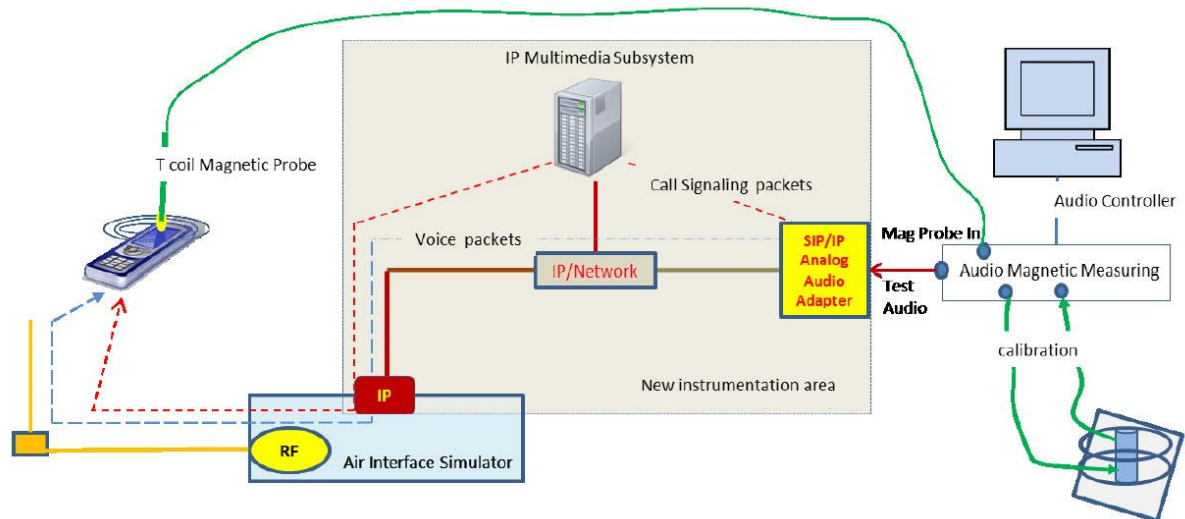 IP Multimedia Subsystem
T coil Magnetic Probe
Call Signaling packets
Audio Controller
Voice packets
Mag Probe In
SIP/IP
Analog
Audio
Adapter
IP/Network
Audio Magnetic Measuring
Test
Audio
calibration
New instrumentation area
IP
RF
Air Interface Simulator